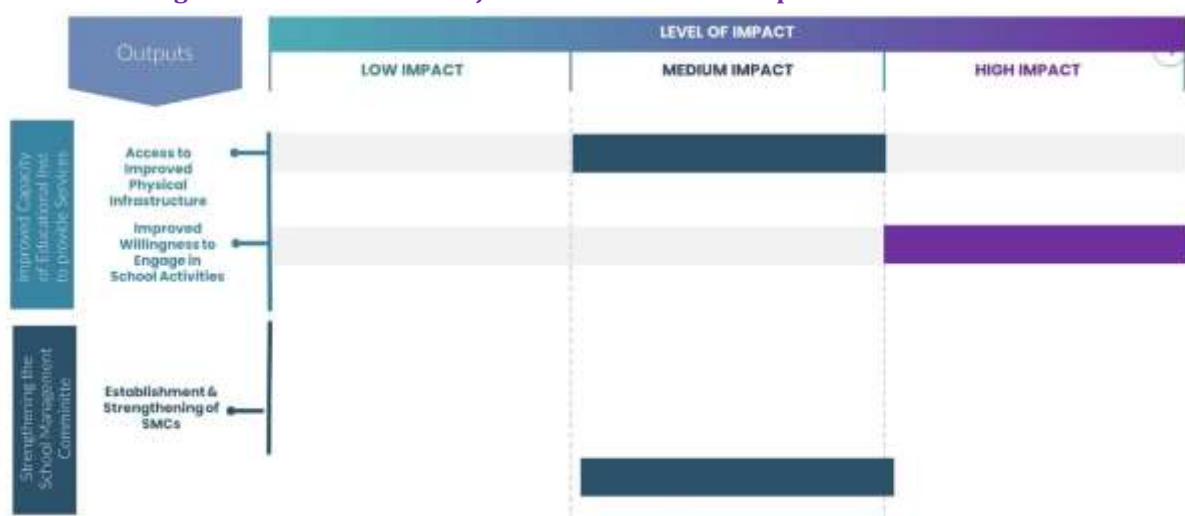 Outputs
LEVEL OF IMPACT
LOW IMPACT
MEDIUM IMPACT
HIGH IMPACT
Improved Capacity
of Educational Inst
to provide Services
Access to
Improved
Physical
Infrastructure
Improved
Willingness to
Engage in
School Activities
Strengthening the
School Management
Comminitte
Establishment &
Strengthening of
SMCs